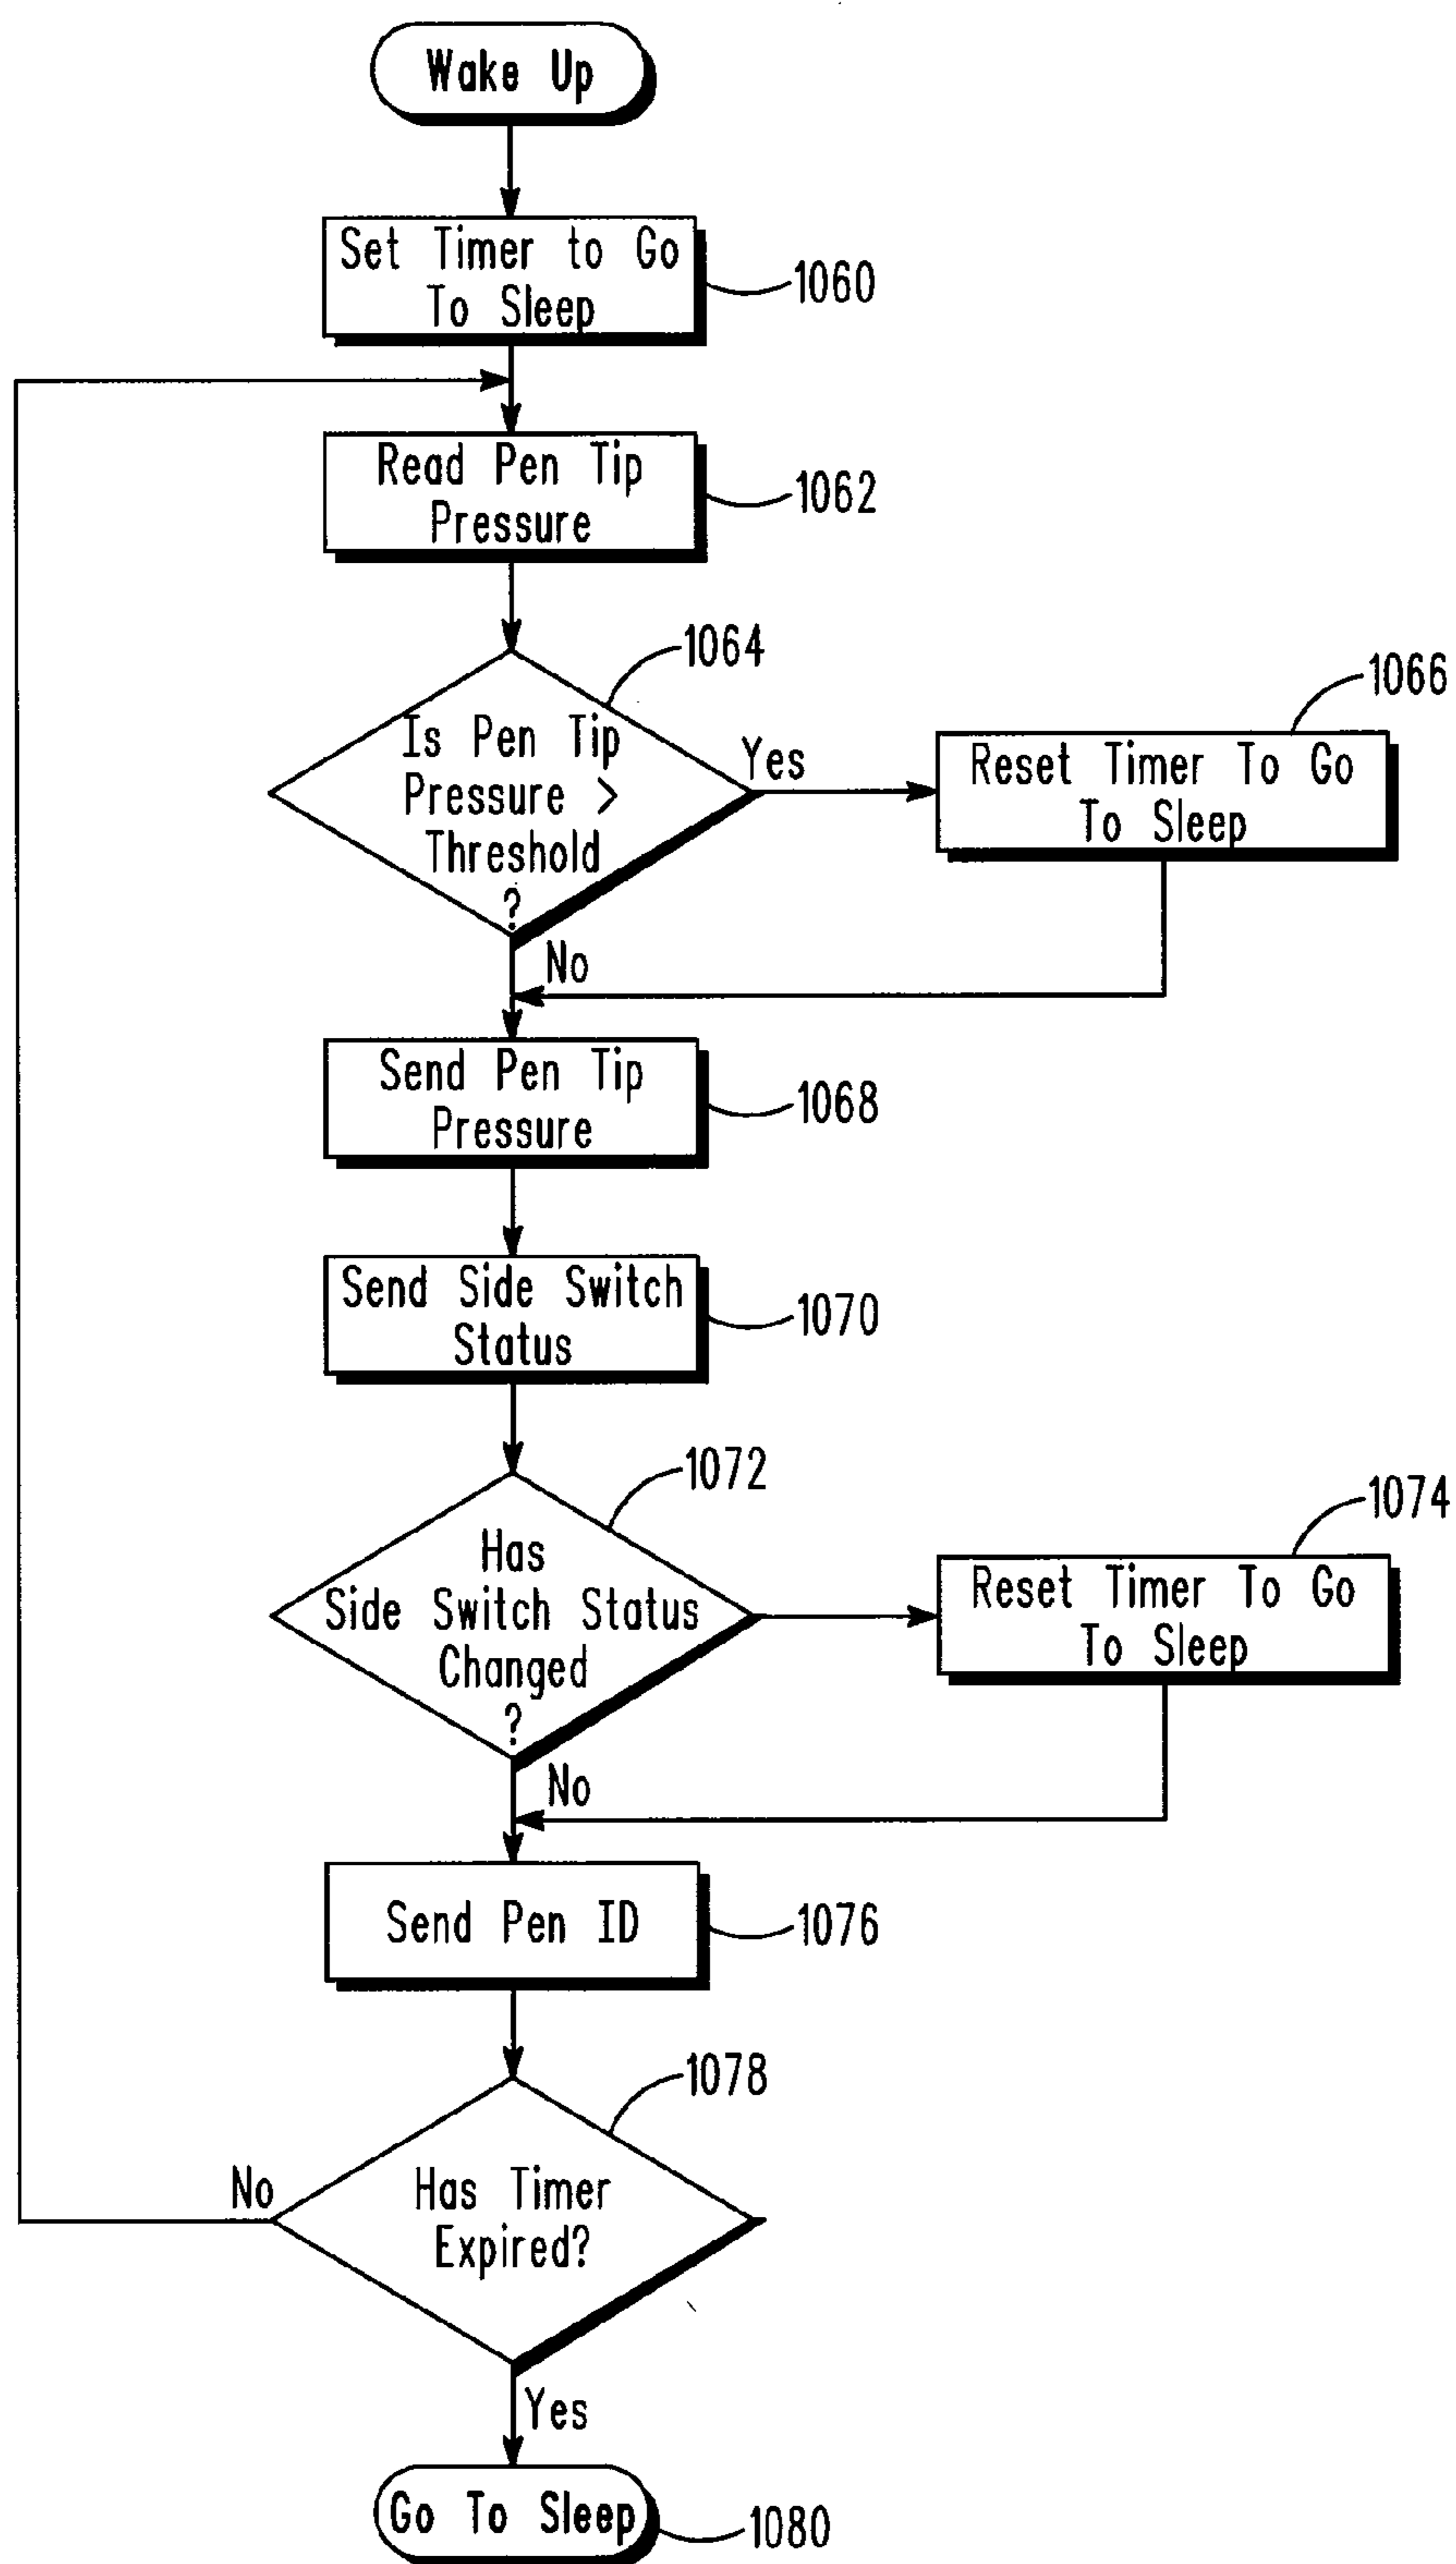 Wake Up
Set Timer to Go
To Sleep
1060
Read Pen Tip
Pressure
1062
1064
Is Pen Tip
Pressure >
Threshold
?
Yes
1066
Reset Timer To Go
To Sleep
No
Send Pen Tip
Pressure
1068
Send Side Switch
Status
1070
1072
Has
Side Switch Status
Changed
?
1074
Reset Timer To Go
To Sleep
No
Send Pen ID
1076
1078
Has Timer
Expired?
No
Yes
Go To Sleep
1080